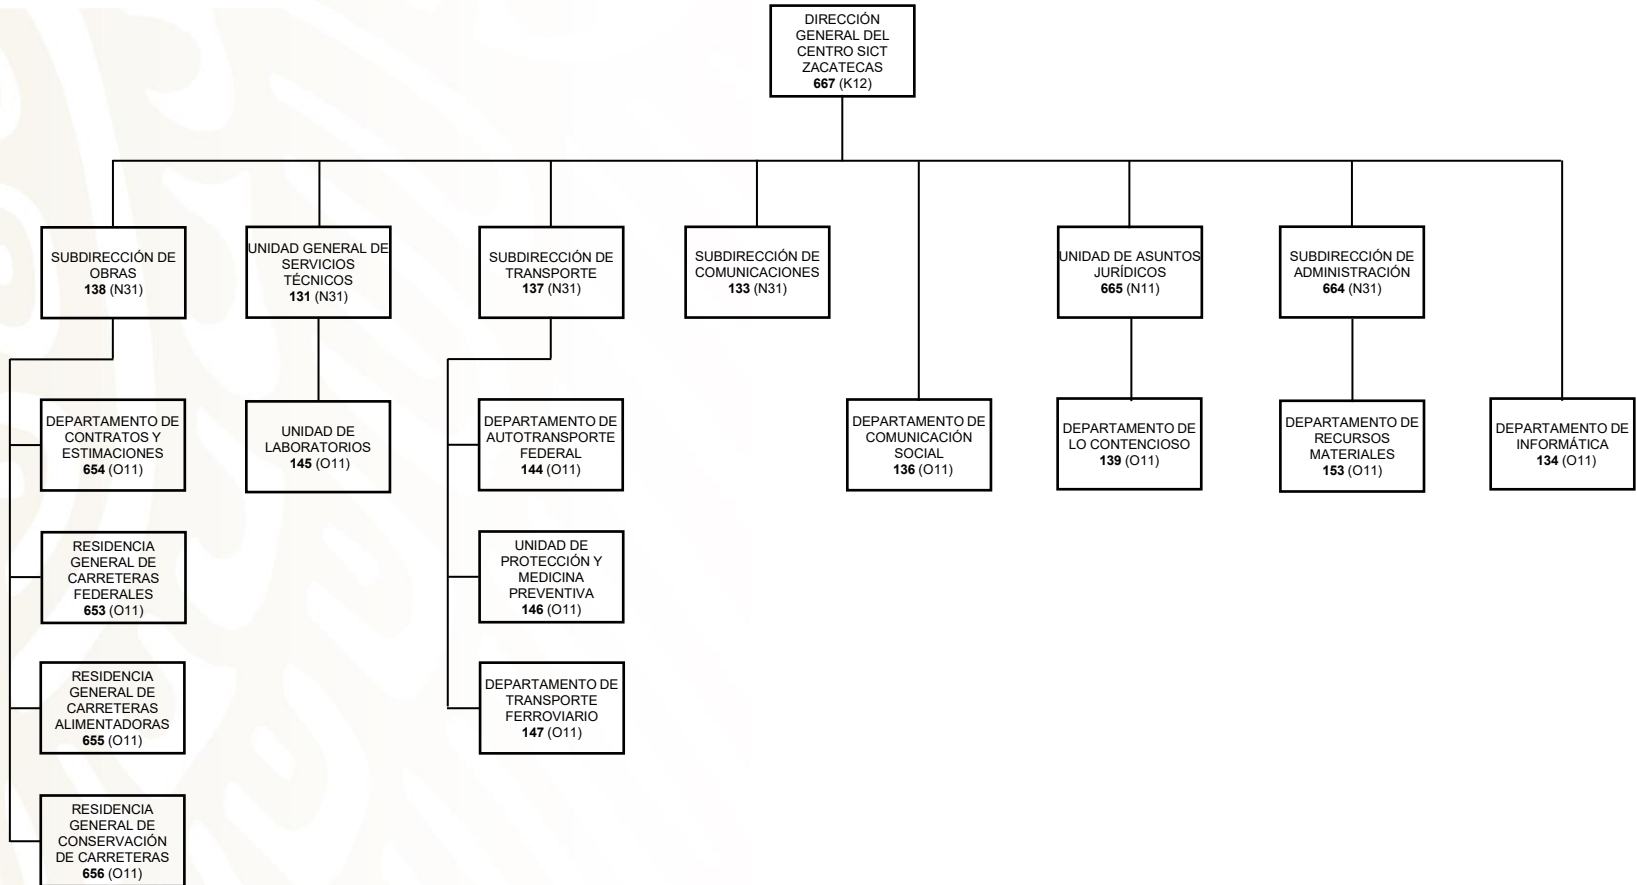 DIRECCIÓN
GENERAL DEL
CENTRO SICT
ZACATECAS
667 (K12)
SUBDIRECCIÓN DE
OBRAS
138 (N31)
UNIDAD GENERAL DE
SERVICIOS
TÉCNICOS
131 (N31)
SUBDIRECCIÓN DE
TRANSPORTE
137 (N31)
SUBDIRECCIÓN DE
COMUNICACIONES
133 (N31)
UNIDAD DE ASUNTOS
JURÍDICOS
665 (N11)
SUBDIRECCIÓN DE
ADMINISTRACIÓN
664 (N31)
DEPARTAMENTO DE
CONTRATOS Y
ESTIMACIONES
654 (O11)
UNIDAD DE
LABORATORIOS
145 (O11)
DEPARTAMENTO DE
AUTOTRANSPORTE
FEDERAL
144 (O11)
DEPARTAMENTO DE
COMUNICACIÓN
SOCIAL
136 (O11)
DEPARTAMENTO DE
LO CONTENCIOSO
139 (O11)
DEPARTAMENTO DE
RECURSOS
MATERIALES
153 (O11)
DEPARTAMENTO DE
INFORMÁTICA
134 (O11)
RESIDENCIA
GENERAL DE
CARRETERAS
FEDERALES
653 (O11)
UNIDAD DE
PROTECCIÓN Y
MEDICINA
PREVENTIVA
146 (O11)
RESIDENCIA
GENERAL DE
CARRETERAS
ALIMENTADORAS
655 (O11)
DEPARTAMENTO DE
TRANSPORTE
FERROVIARIO
147 (O11)
RESIDENCIA
GENERAL DE
CONSERVACIÓN
DE CARRETERAS
656 (O11)